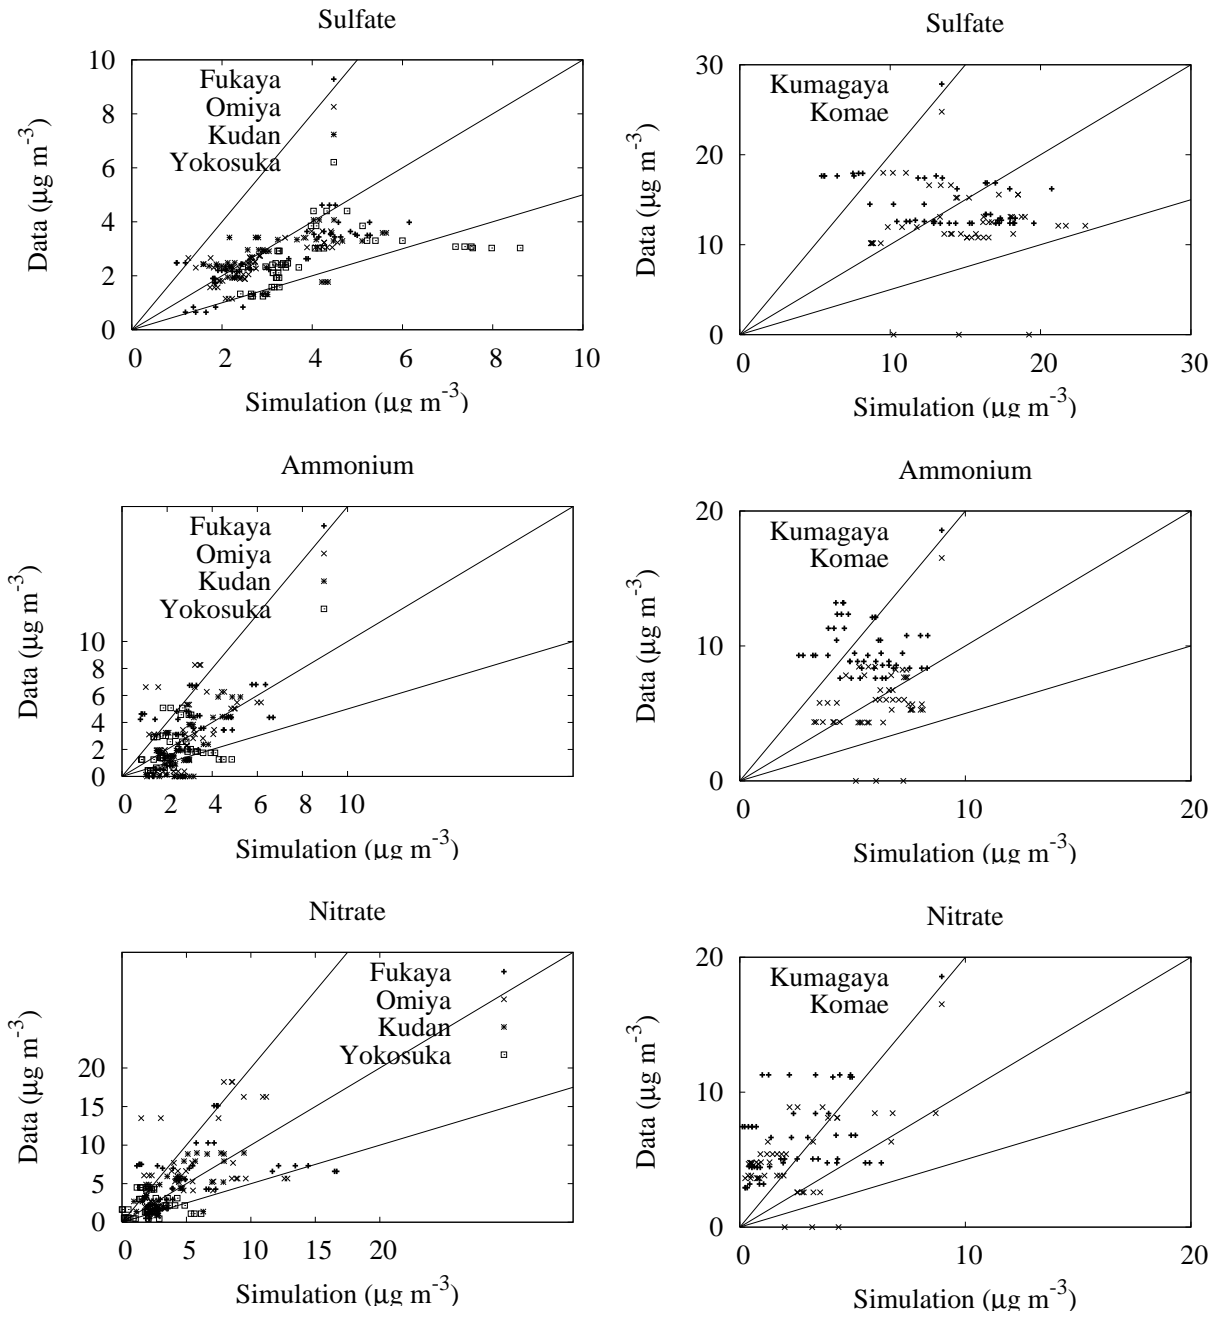 Sulfate
10
8
6
4
2
0
0 2 4 6 8 10
Data (μg m-3)
Simulation (μg m-3)
Fukaya
Omiya
Kudan
Yokosuka
Sulfate
30
20
10
0
0 10 20 30
Data (μg m-3)
Simulation (μg m-3)
Kumagaya
Komae
Ammonium
10
8
6
4
2
0
0 2 4 6 8 10
Data (μg m-3)
Simulation (μg m-3)
Fukaya
Omiya
Kudan
Yokosuka
Ammonium
20
10
0
0 10 20
Data (μg m-3)
Simulation (μg m-3)
Kumagaya
Komae
Nitrate
20
15
10
5
0
0 5 10 15 20
Data (μg m-3)
Simulation (μg m-3)
Fukaya
Omiya
Kudan
Yokosuka
Nitrate
20
10
0
0 10 20
Data (μg m-3)
Simulation (μg m-3)
Kumagaya
Komae